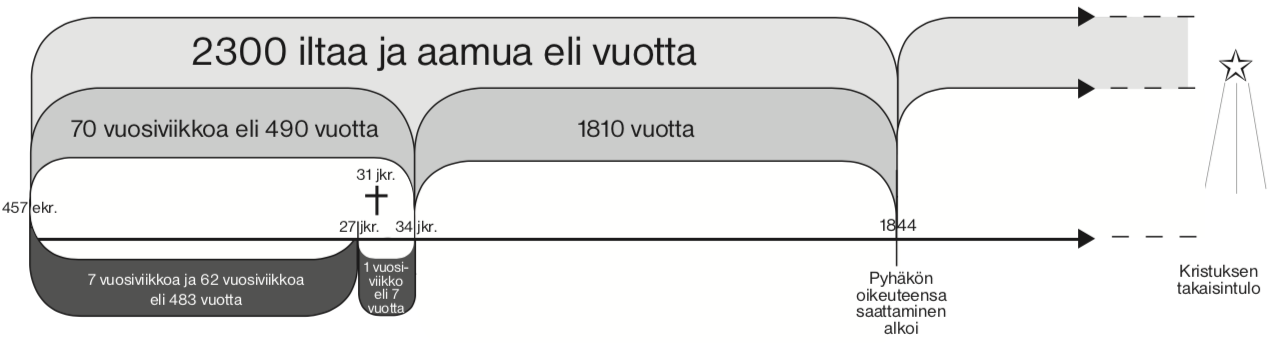 2300 iltaa ja aamua eli vuotta
70 vuosiviikkoa eli 490 vuotta
1810 vuotta
31 jkr.
457 ekr.
27 jkr.
34 jkr.
1844
7 vuosiviikkoa ja 62 vuosiviikkoa
eli 483 vuotta
1 vuosi-
viikko
eli 7
vuotta
Pyhäkön
oikeuteensa
saattaminen
alkoi
Kristuksen
takaisintulo